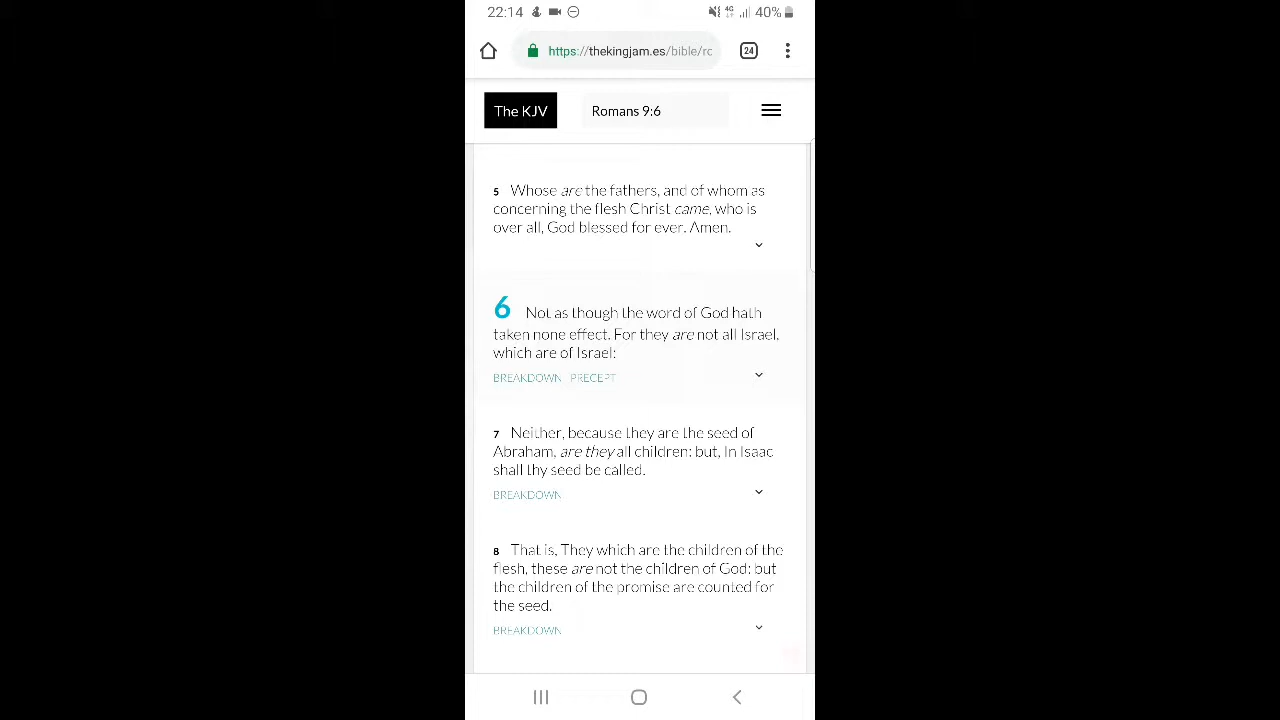 22:14
4G
40%
https://thekingjam.es/bible/rc
24
The KJV
Romans 9:6
5 Whose are the fathers, and of whom as
concerning the flesh Christ came, who is
over all, God blessed for ever. Amen.
6 Not as though the word of God hath
taken none effect. For they are not all Israel,
which are of Israel:
BREAKDOWN PRECEPT
7 Neither, because they are the seed of
Abraham, are they all children: but, In Isaac
shall thy seed be called.
BREAKDOWN
8 That is, They which are the children of the
flesh, these are not the children of God: but
the children of the promise are counted for
the seed.
BREAKDOWN